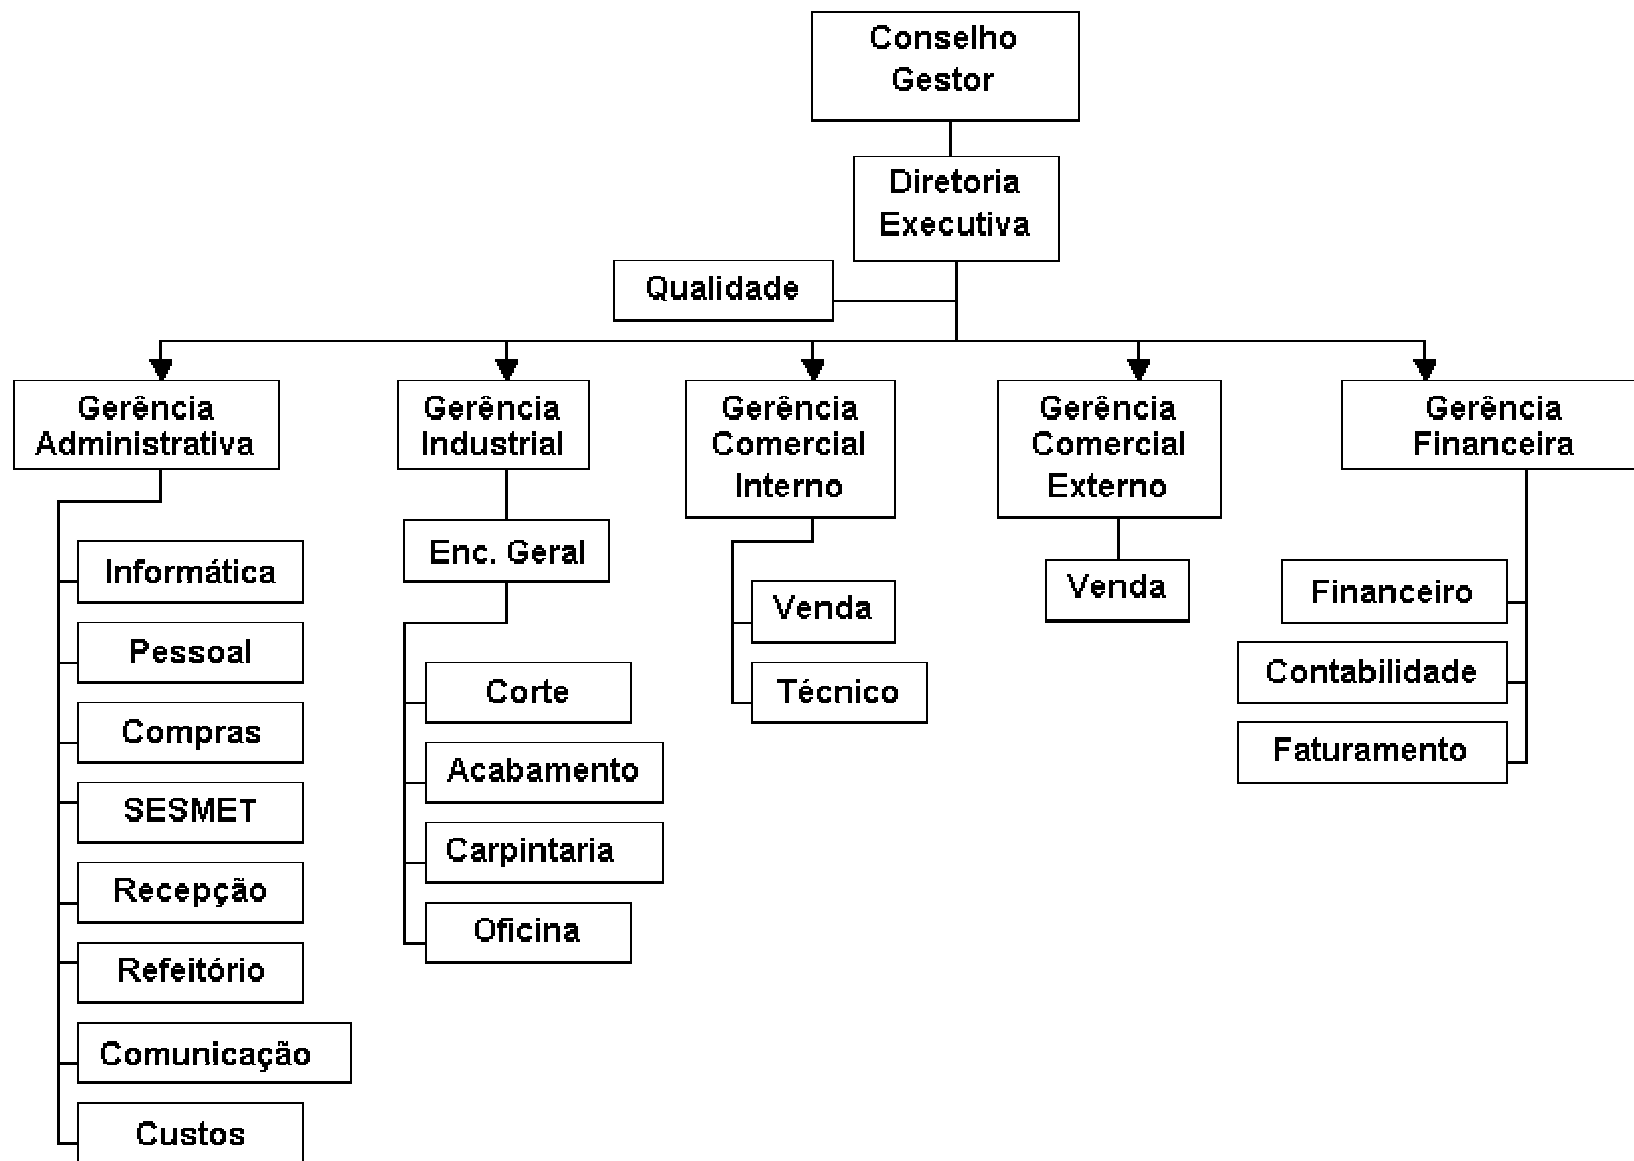 Conselho
Gestor
Diretoria
Executiva
Qualidade
Gerência
Administrativa
Gerência
Industrial
Gerência
Comercial
Interno
Gerência
Comercial
Externo
Gerência
Financeira
Informática
Pessoal
Compras
SESMET
Recepção
Refeitório
Comunicação
Custos
Enc. Geral
Corte
Acabamento
Carpintaria
Oficina
Venda
Técnico
Venda
Financeiro
Contabilidade
Faturamento